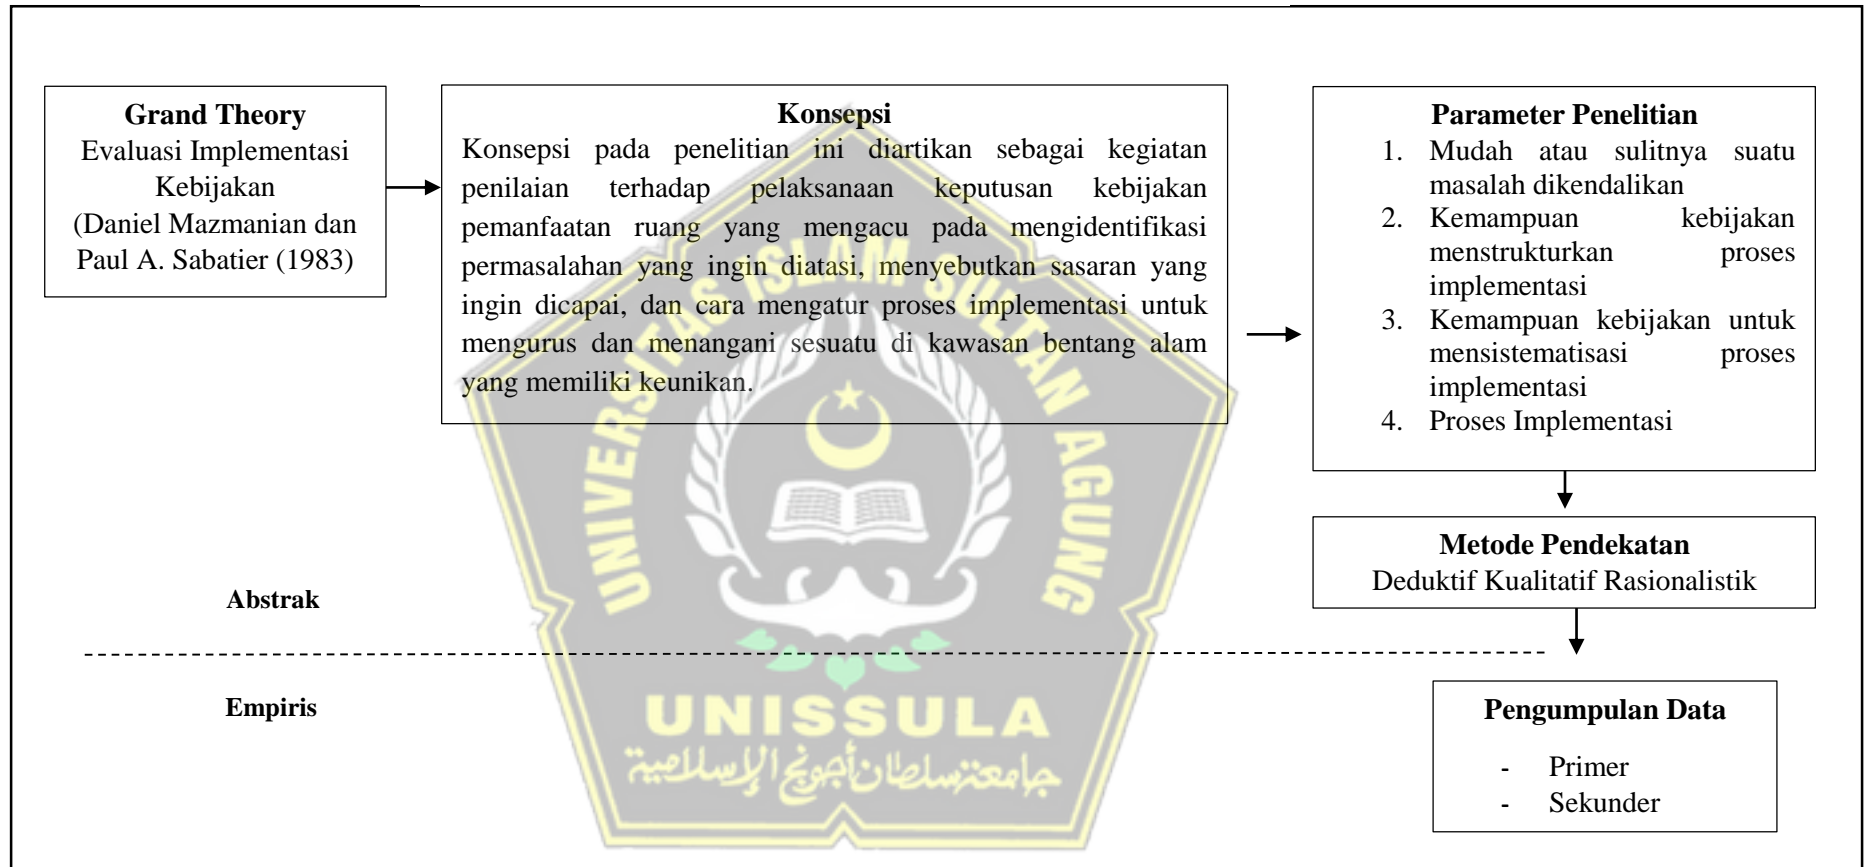 Grand Theory
Evaluasi Implementasi
Kebijakan
(Daniel Mazmanian dan
Paul A. Sabatier (1983)
Konsepsi
Konsepsi pada penelitian ini diartikan sebagai kegiatan
penilaian terhadap pelaksanaan keputusan kebijakan
pemanfaatan ruang yang mengacu pada mengidentifikasi
permasalahan yang ingin diatasi, menyebutkan sasaran yang
ingin dicapai, dan cara mengatur proses implementasi untuk
mengurus dan menangani sesuatu di kawasan bentang alam
yang memiliki keunikan.
Parameter Penelitian
1. Mudah atau sulitnya suatu
masalah dikendalikan
2. Kemampuan kebijakan
menstrukturkan proses
implementasi
3. Kemampuan kebijakan untuk
mensistematisasi proses
implementasi
4. Proses Implementasi
Metode Pendekatan
Deduktif Kualitatif Rasionalistik
Abstrak
Empiris
Pengumpulan Data
- Primer
- Sekunder
UNIVERSITAS ISLAM SULTAN AGUNG
UNISSULA
جامعة سلطان أجونج الإسلامية